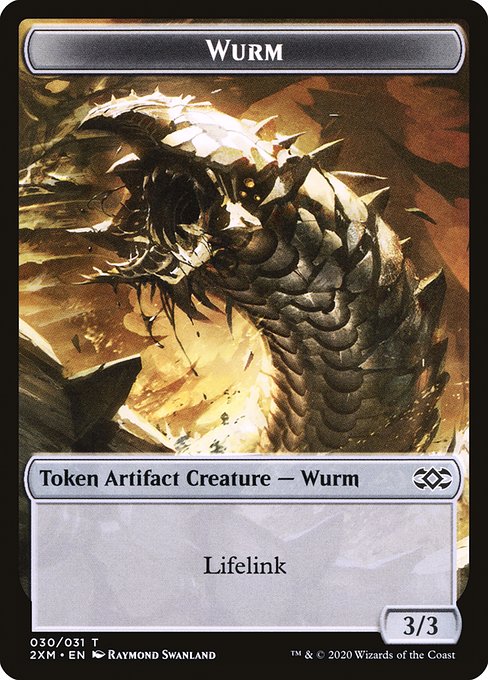 Wurm
Token Artifact Creature — Wurm
Lifelink
3/3
030/031 T
2XM • EN Raymond Swanland
™ & © 2020 Wizards of the Coast